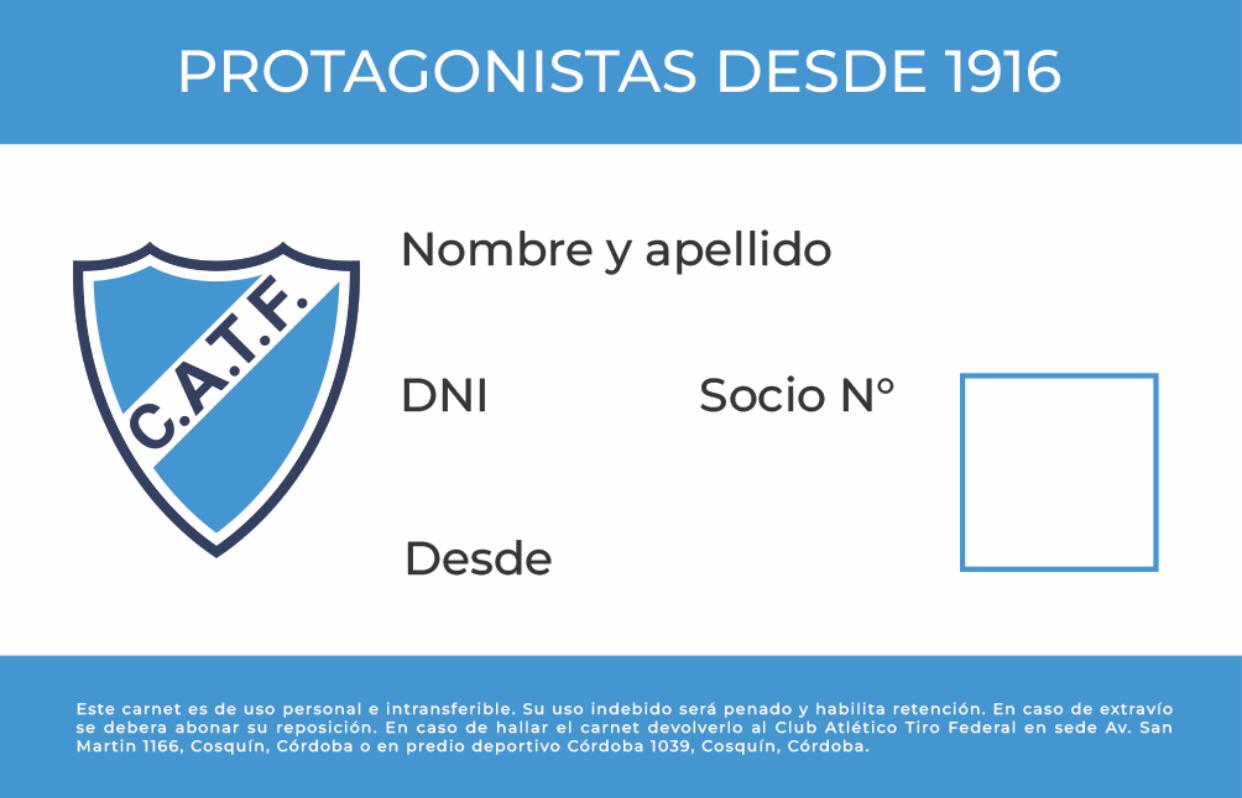 PROTAGONISTAS DESDE 1916
C.A.T.F.
Nombre y apellido
DNI
Socio N°
Desde
Este carnet es de uso personal e intransferible. Su uso indebido será penado y habilita retención. En caso de extravío
se debera abonar su reposición. En caso de hallar el carnet devolverlo al Club Atlético Tiro Federal en sede Av. San
Martin 1166, Cosquín, Córdoba o en predio deportivo Córdoba 1039, Cosquín, Córdoba.